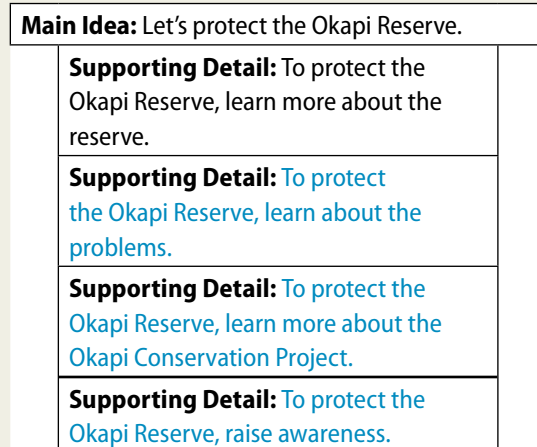 Main Idea: Let's protect the Okapi Reserve.
Supporting Detail: To protect the
Okapi Reserve, learn more about the
reserve.
Supporting Detail: To protect
the Okapi Reserve, learn about the
problems.
Supporting Detail: To protect the
Okapi Reserve, learn more about the
Okapi Conservation Project.
Supporting Detail: To protect the
Okapi Reserve, raise awareness.